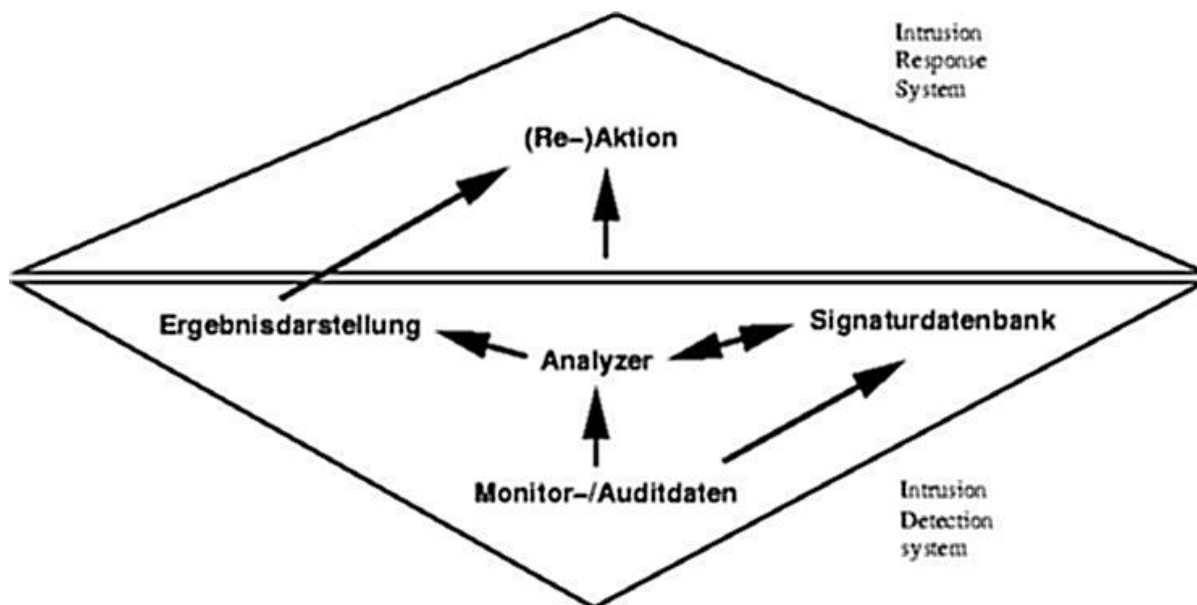 Intrusion
Response
System
(Re-)Aktion
Ergebnisdarstellung
Signaturdatenbank
Analyzer
Monitor-/Auditdaten
Intrusion
Detection
system